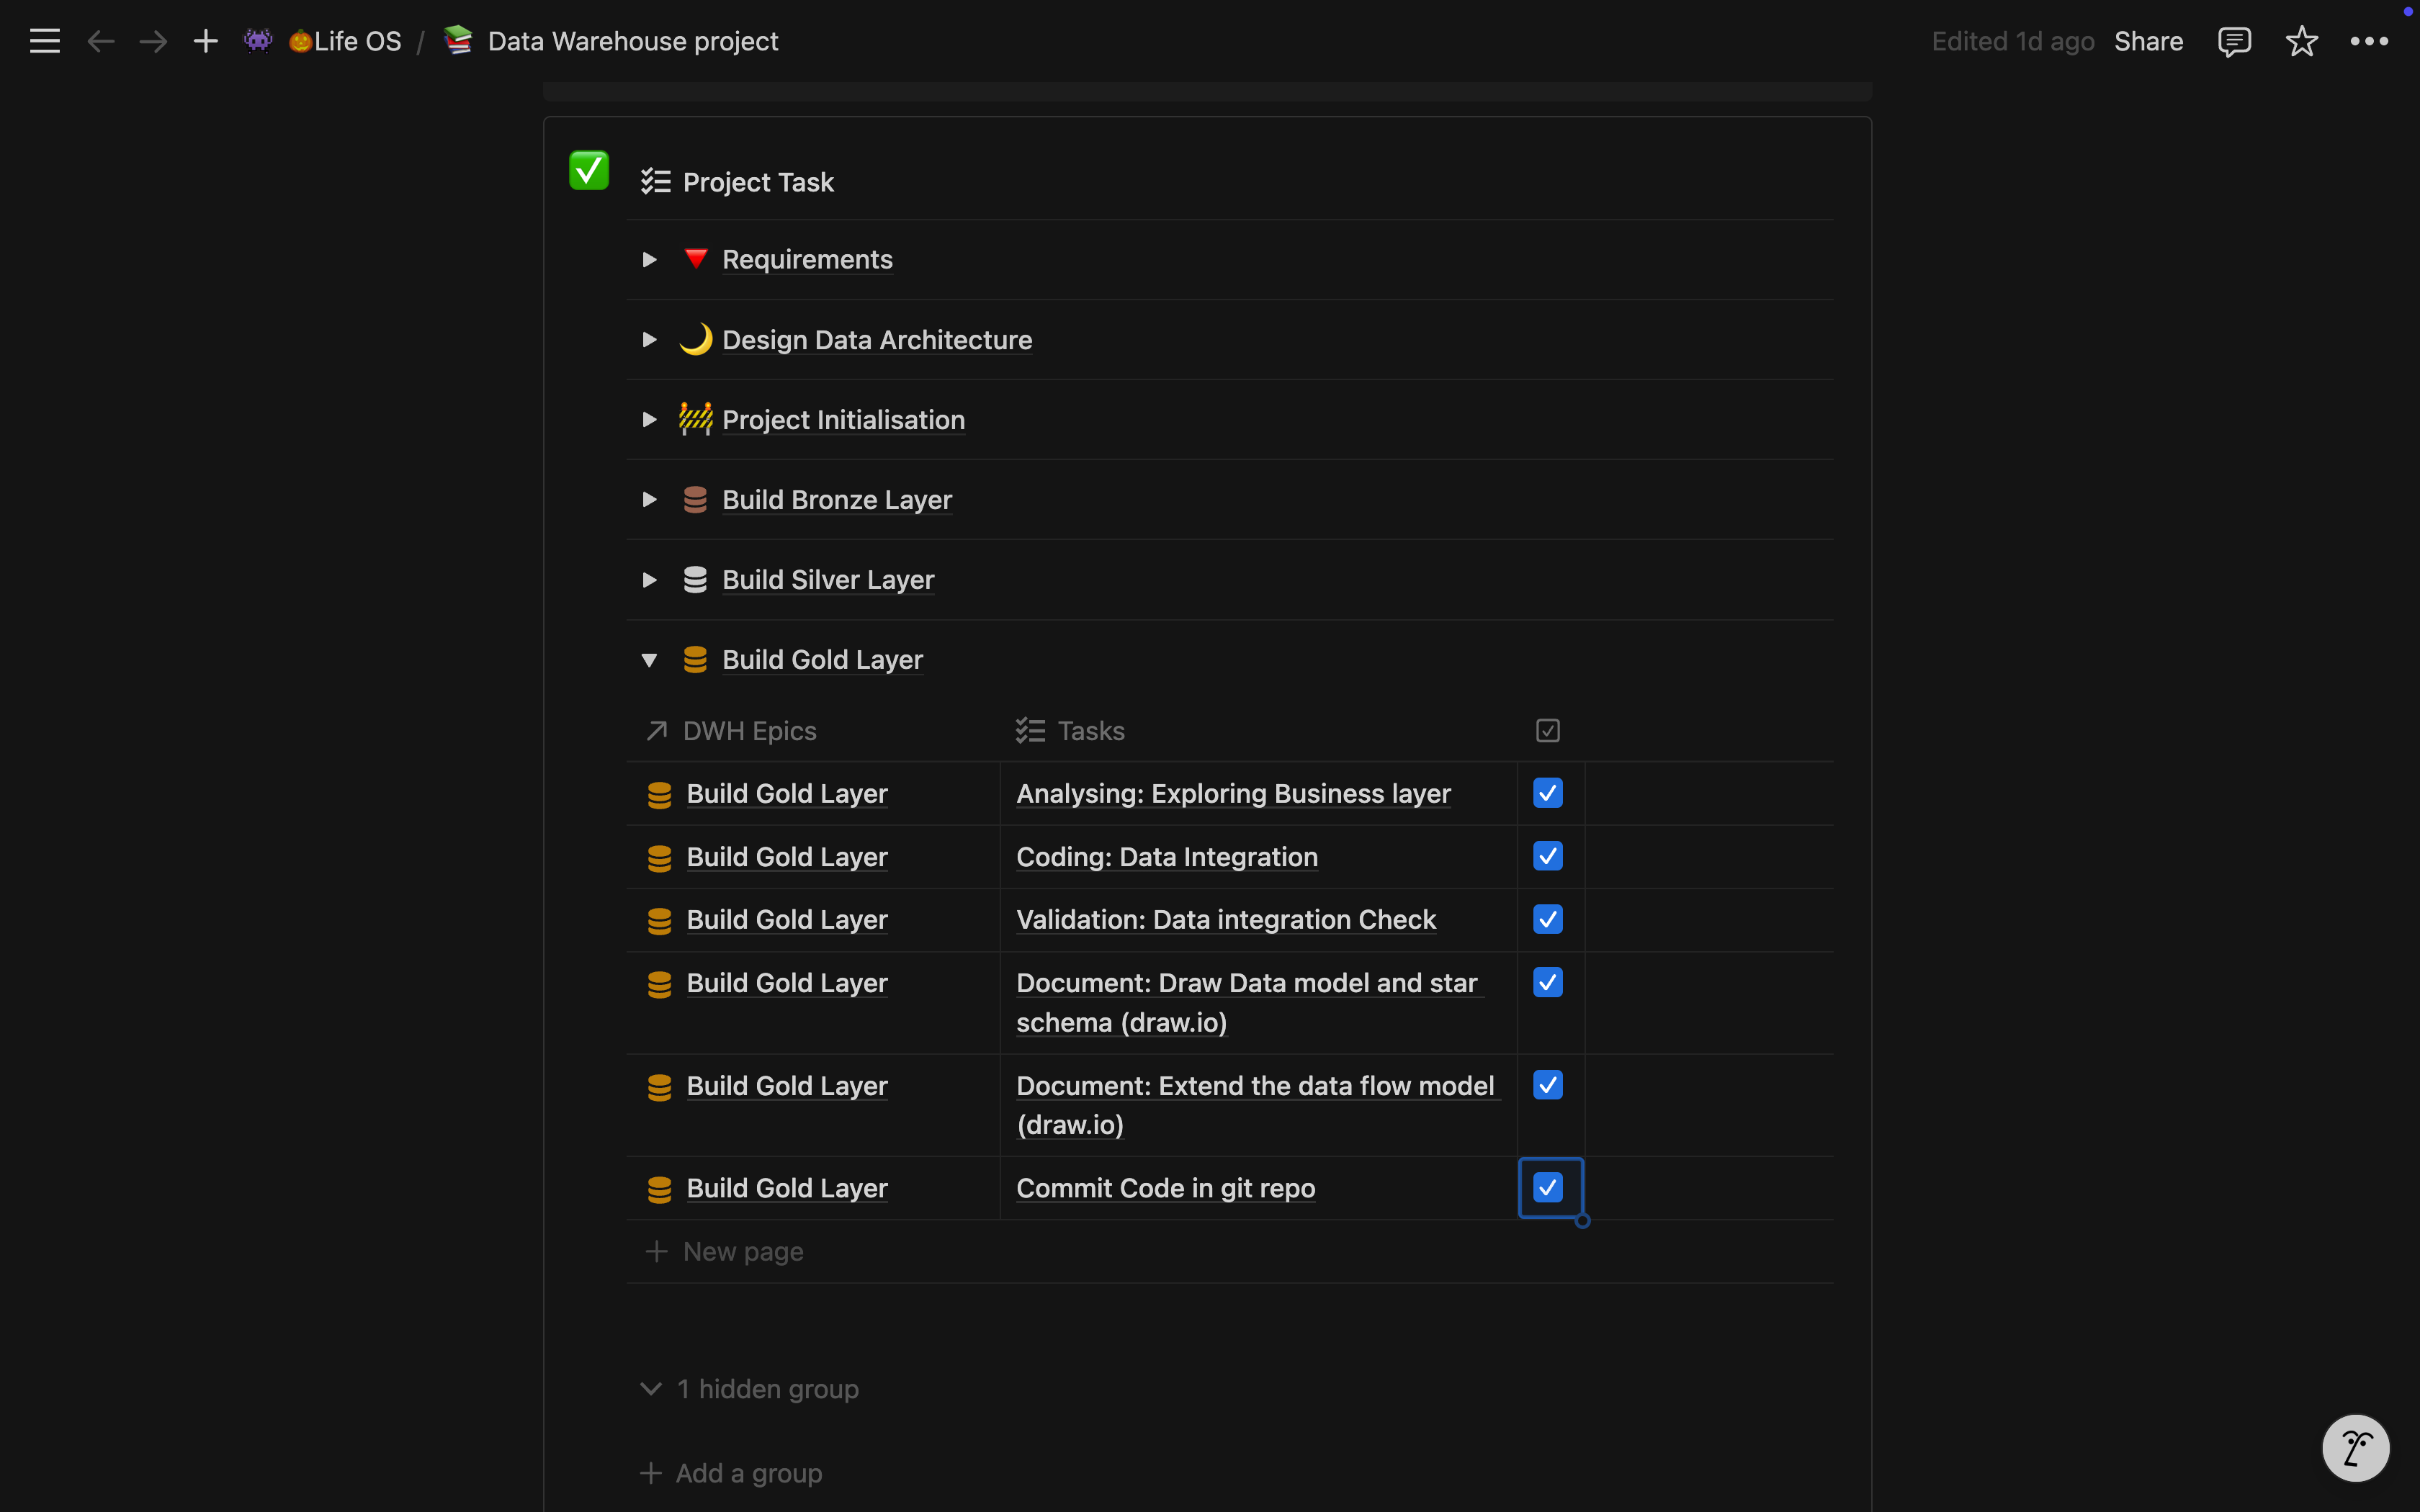 Life OS / Data Warehouse project Edited 1d ago Share
Project Task
Requirements
Design Data Architecture
Project Initialisation
Build Bronze Layer
Build Silver Layer
Build Gold Layer
DWH Epics Tasks
Build Gold Layer Analysing: Exploring Business layer
Build Gold Layer Coding: Data Integration
Build Gold Layer Validation: Data integration Check
Build Gold Layer Document: Draw Data model and star
schema (draw.io)
Build Gold Layer Document: Extend the data flow model
(draw.io)
Build Gold Layer Commit Code in git repo
New page
1 hidden group
Add a group